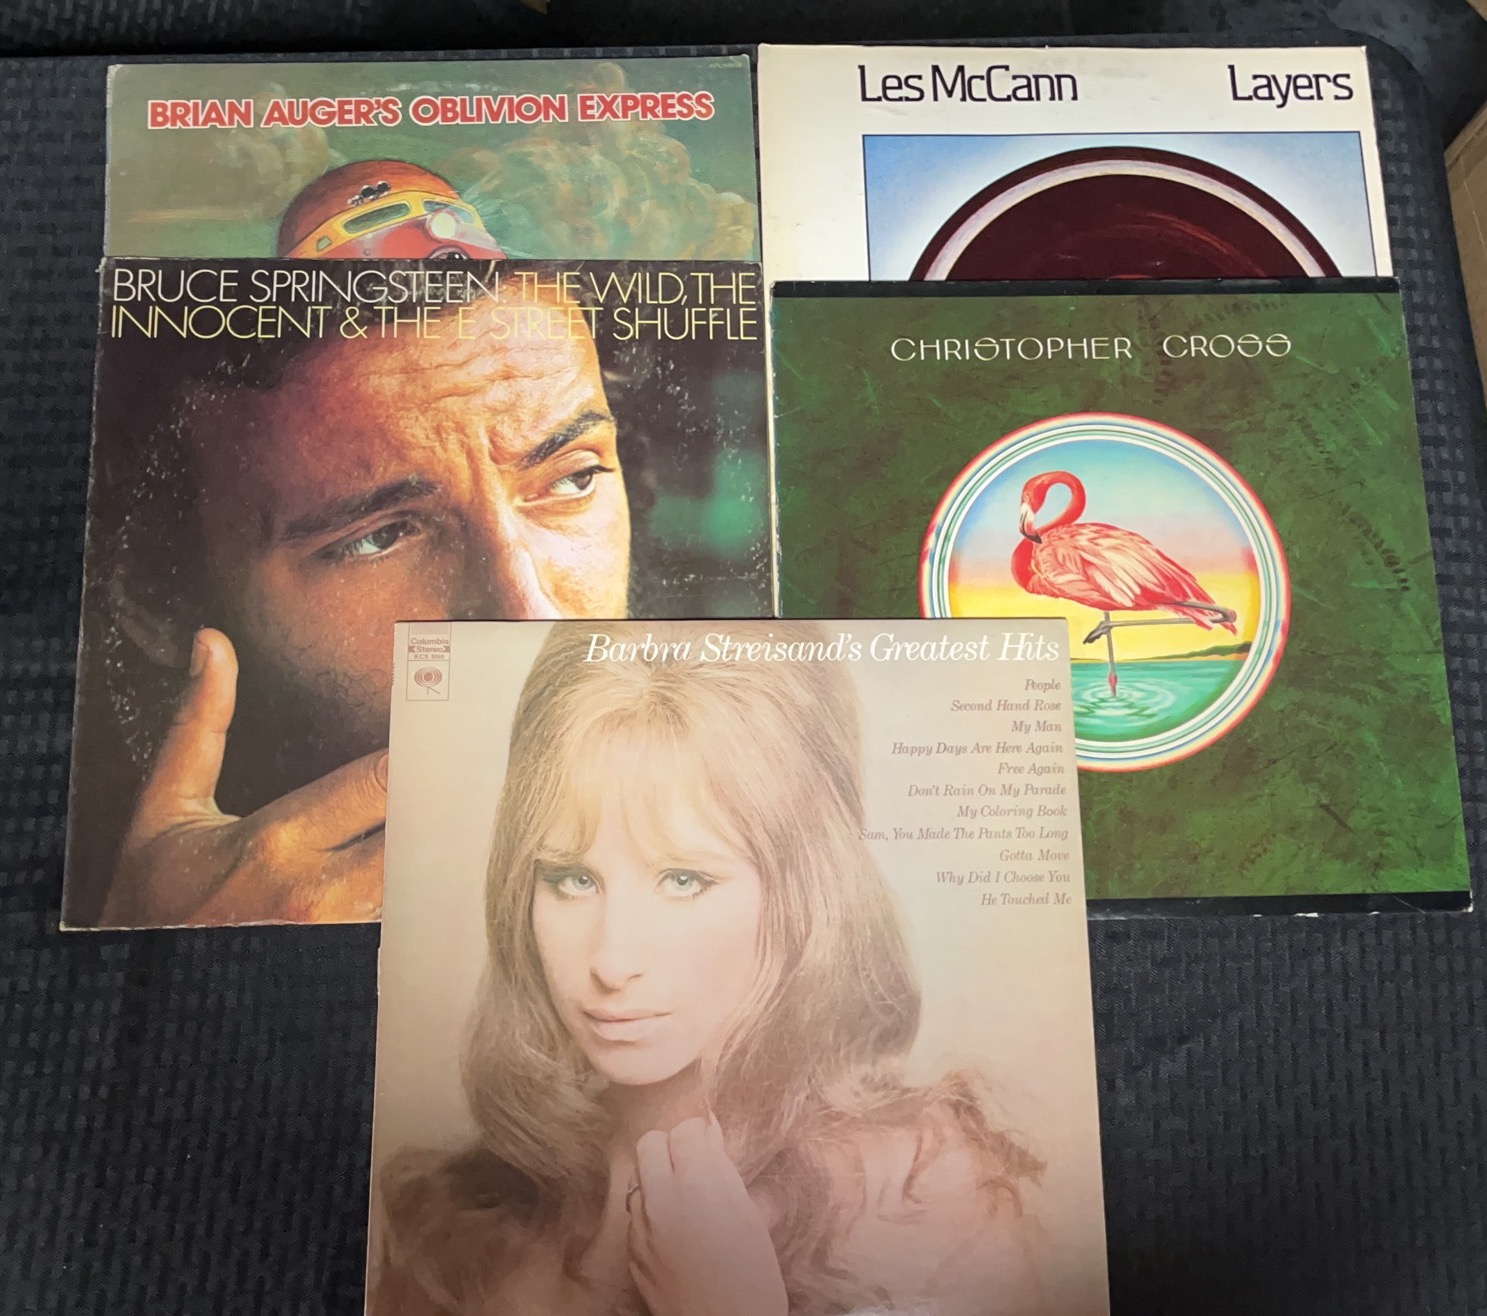 BRIAN AUGER'S OBLIVION EXPRESS
Les McCann Layers
BRUCE SPRINGSTEEN: THE WILD, THE
INNOCENT & THE E STREET SHUFFLE
CHRISTOPHER CROSS
Columbia
Stereo
Barbra Streisand's Greatest Hits
People
Second Hand Rose
My Man
Happy Days Are Here Again
Free Again
Don't Rain On My Parade
My Coloring Book
Sam, You Made The Pants Too Long
Gotta Move
Why Did I Choose You
He Touched Me